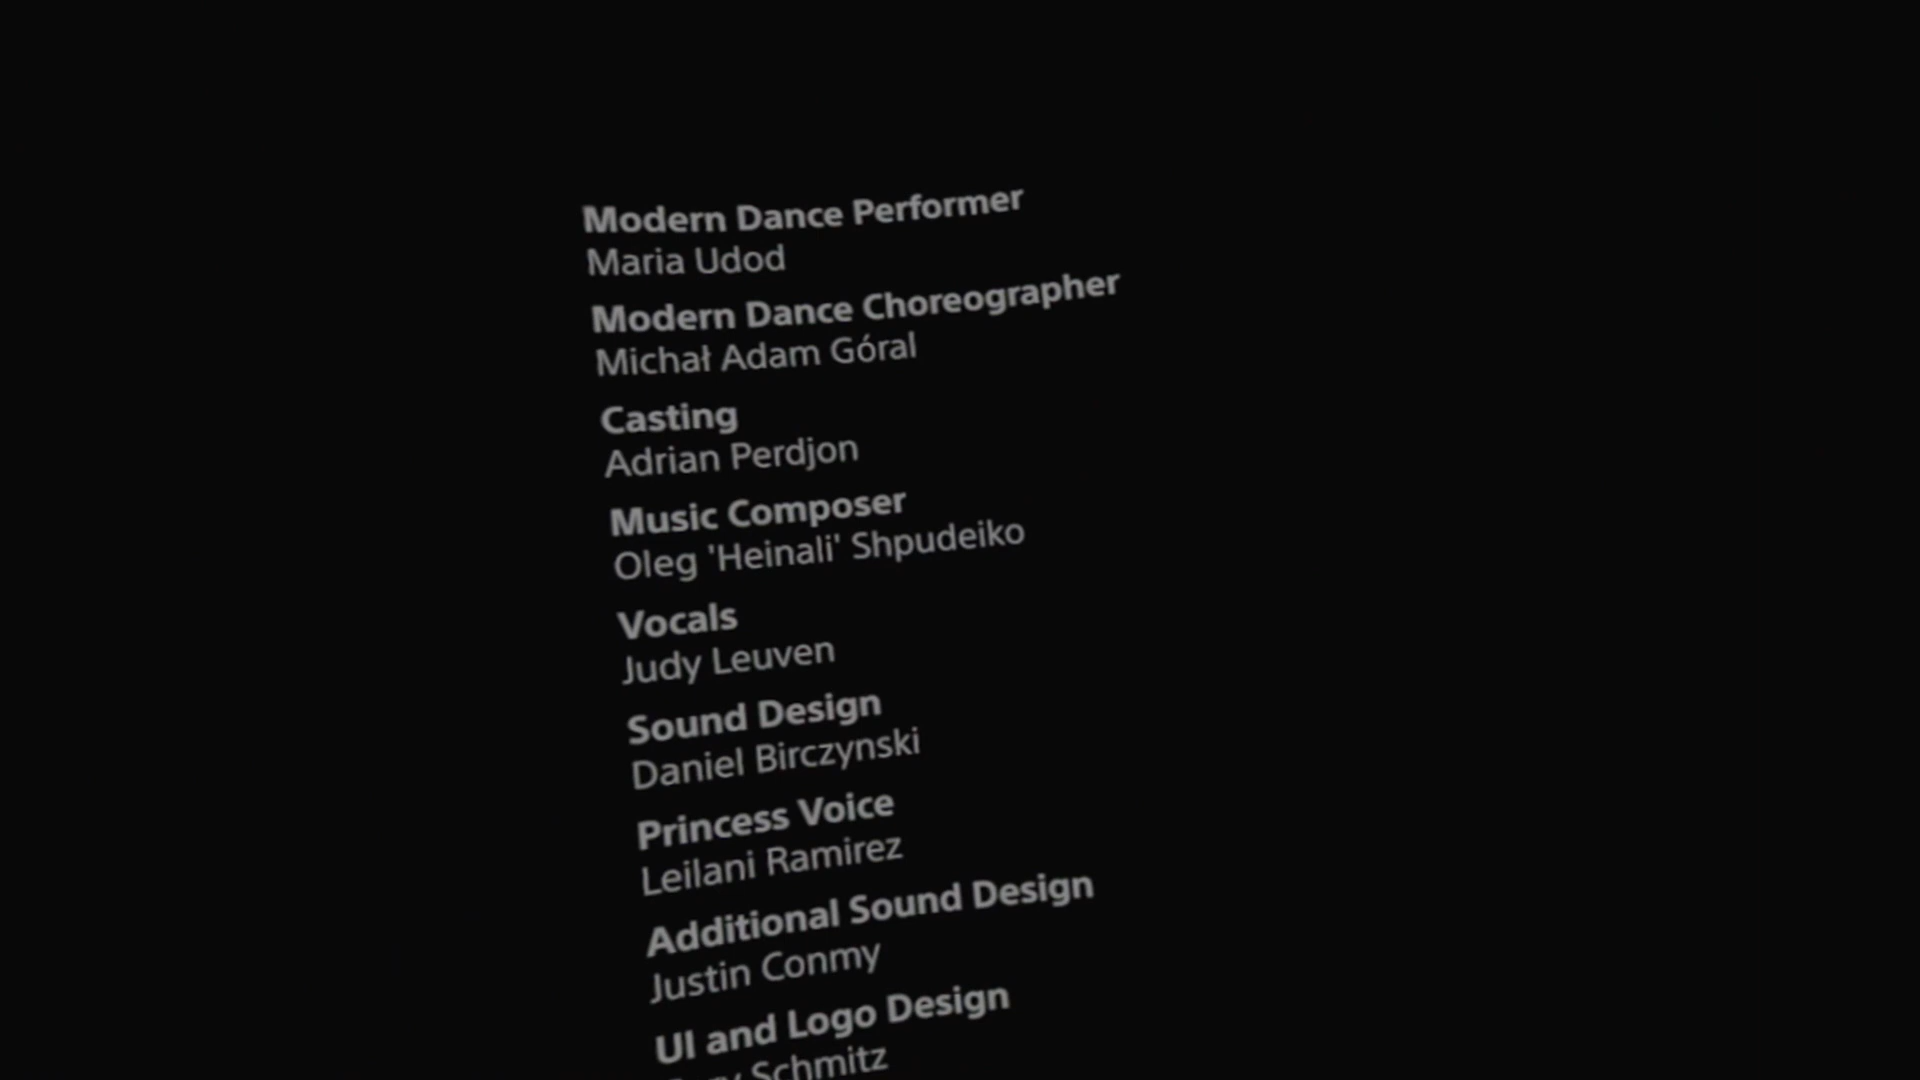 Modern Dance Performer
Maria Udod
Modern Dance Choreographer
Michał Adam Góral
Casting
Adrian Perdjon
Music Composer
Oleg 'Heinali' Shpudeiko
Vocals
Judy Leuven
Sound Design
Daniel Birczynski
Princess Voice
Leilani Ramirez
Additional Sound Design
Justin Conmy
UI and Logo Design
Schmitz